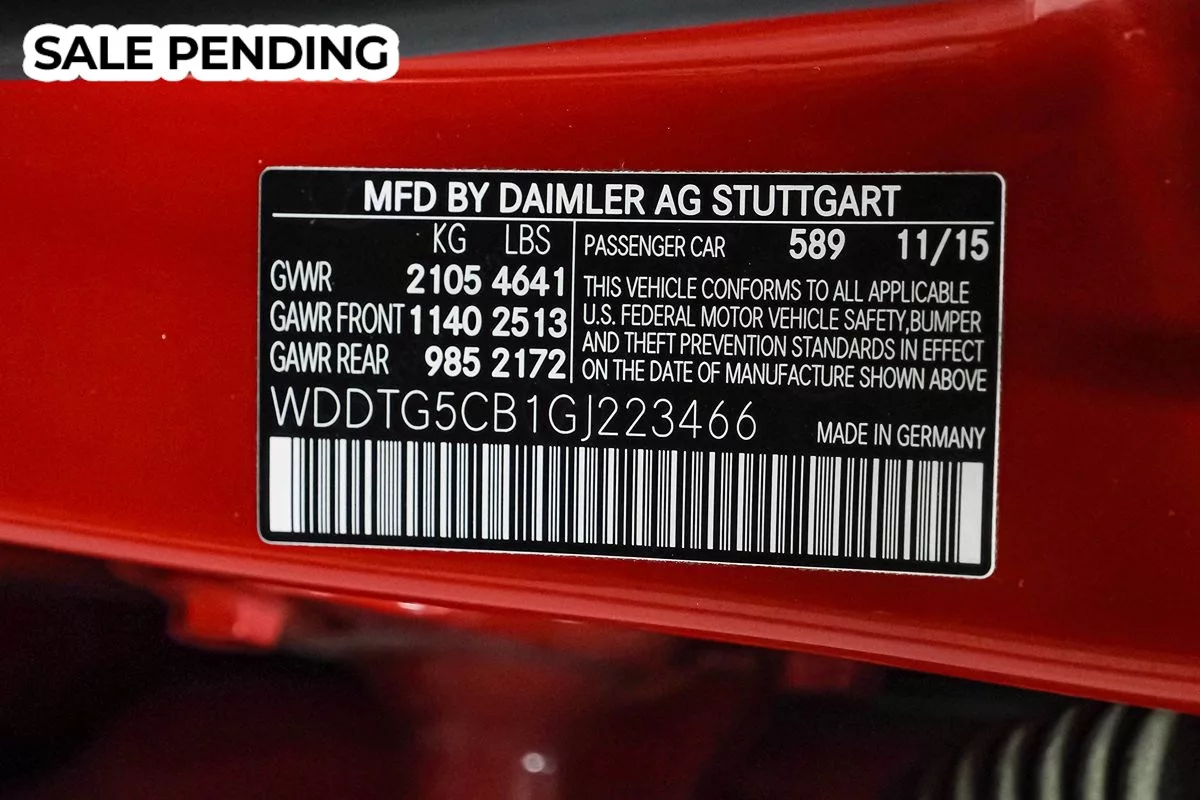 SALE PENDING
MFD BY DAIMLER AG STUTTGART
KG LBS
GVWR 2105 4641
GAWR FRONT 1140 2513
GAWR REAR 985 2172
PASSENGER CAR 589 11/15
THIS VEHICLE CONFORMS TO ALL APPLICABLE
U.S. FEDERAL MOTOR VEHICLE SAFETY,BUMPER
AND THEFT PREVENTION STANDARDS IN EFFECT
ON THE DATE OF MANUFACTURE SHOWN ABOVE
WDDTG5CB1GJ223466
MADE IN GERMANY